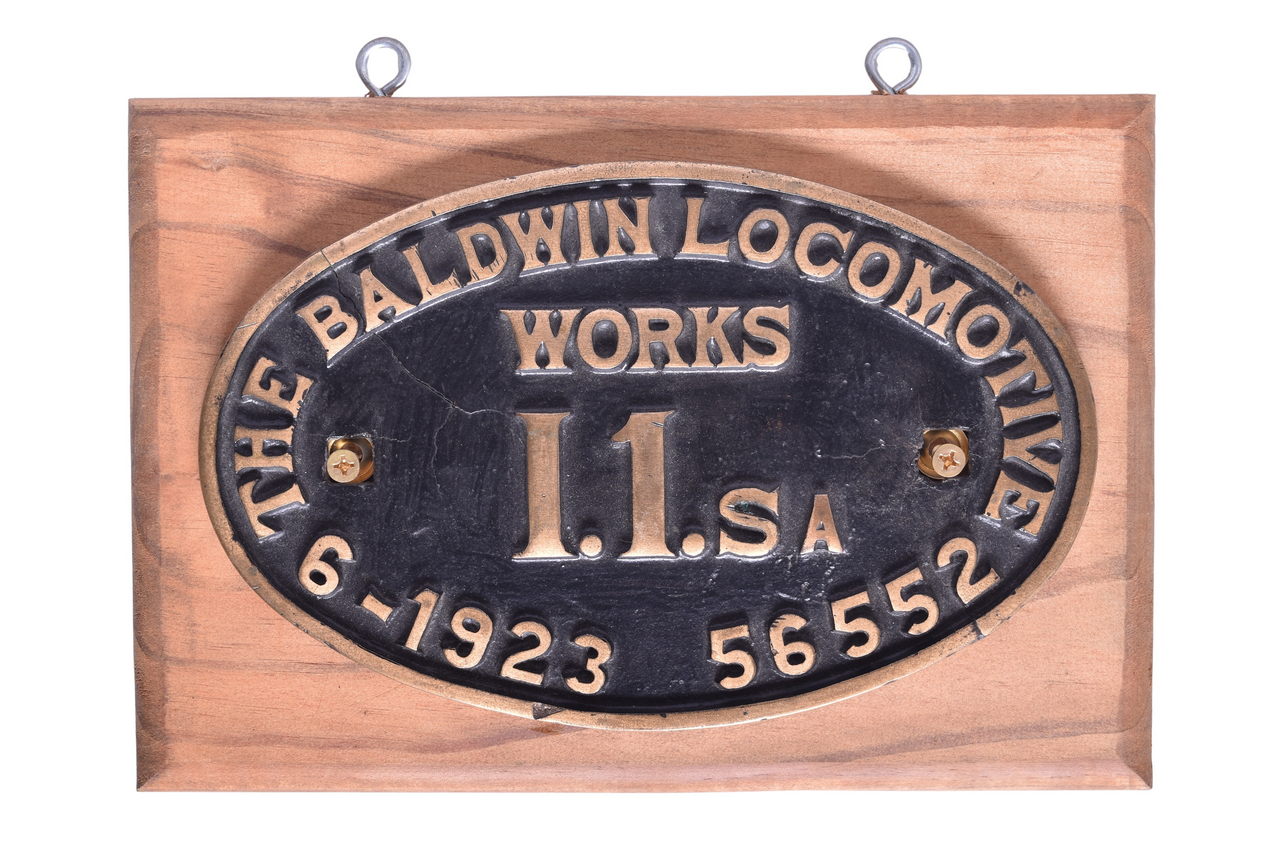 THE BALDWIN LOCOMOTIVE
WORKS
I.1.SA
6-1923 56552